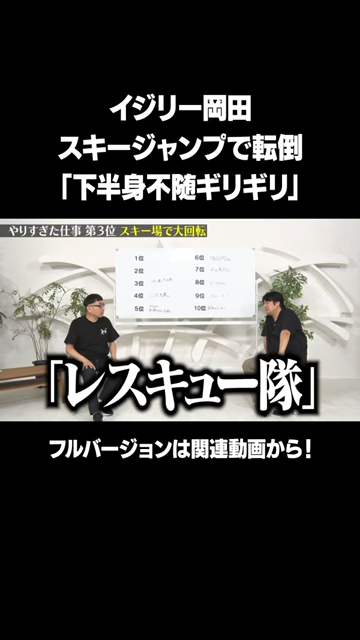 イジリー岡田
スキージャンプで転倒
「下半身不随ギリギリ」
やりすぎた仕事 第3位 スキー場で大回転
1位
2位
3位
4位
5位
6位
7位
8位
9位
10位
「レスキュー隊」
フルバージョンは関連動画から!